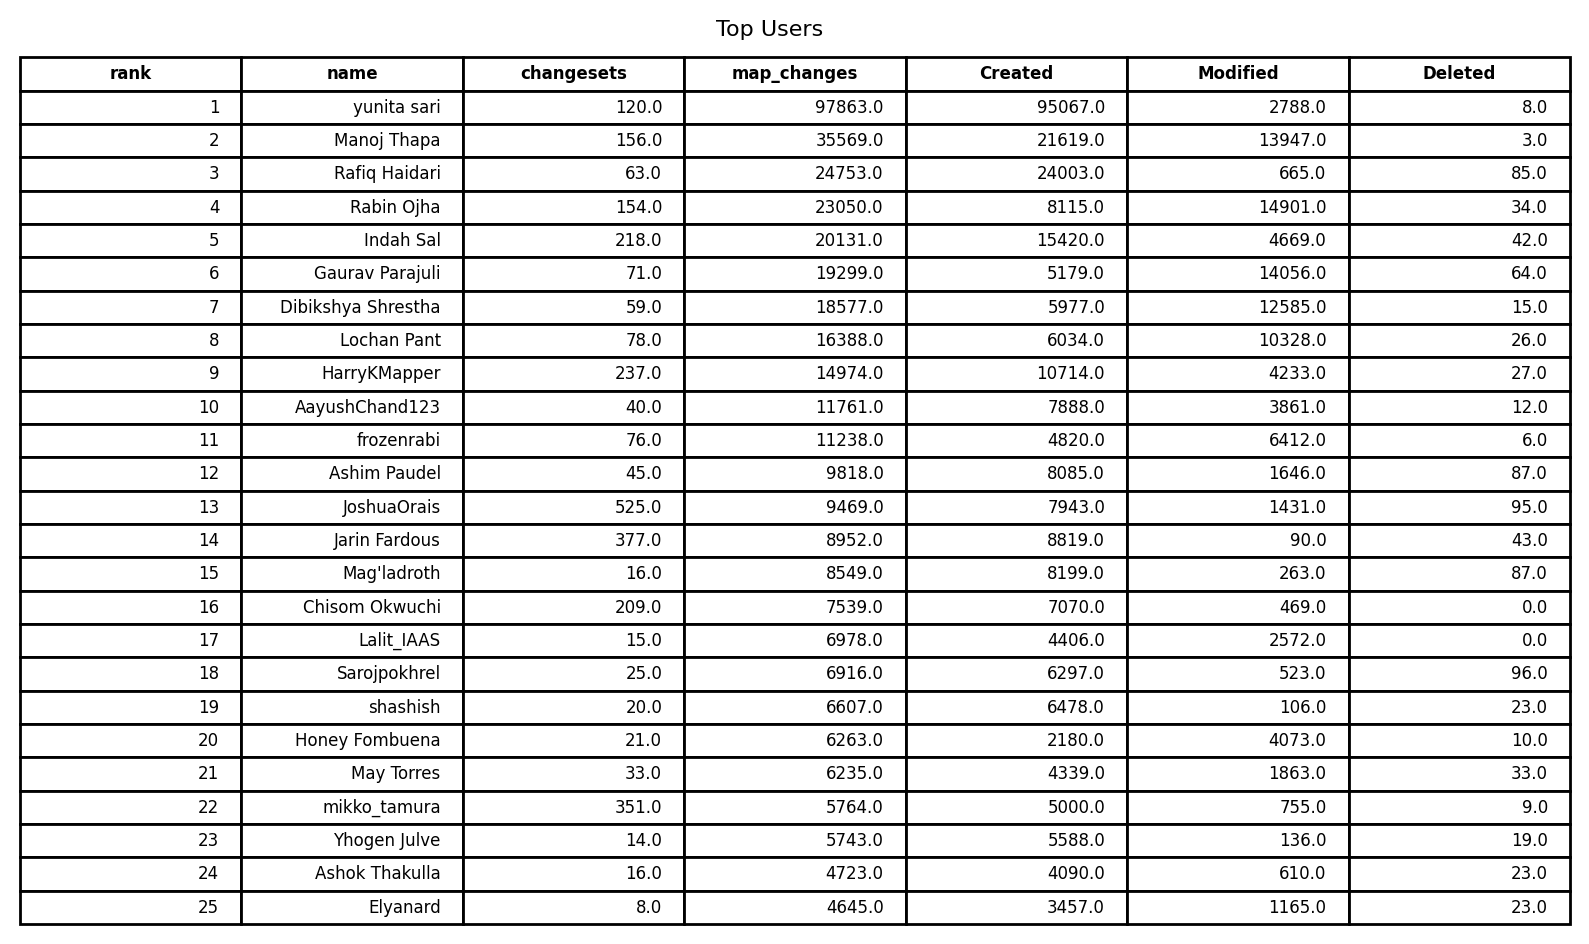 Top Users
rank name changesets map_changes Created Modified Deleted
1 yunita sari 120.0 97863.0 95067.0 2788.0 8.0
2 Manoj Thapa 156.0 35569.0 21619.0 13947.0 3.0
3 Rafiq Haidari 63.0 24753.0 24003.0 665.0 85.0
4 Rabin Ojha 154.0 23050.0 8115.0 14901.0 34.0
5 Indah Sal 218.0 20131.0 15420.0 4669.0 42.0
6 Gaurav Parajuli 71.0 19299.0 5179.0 14056.0 64.0
7 Dibikshya Shrestha 59.0 18577.0 5977.0 12585.0 15.0
8 Lochan Pant 78.0 16388.0 6034.0 10328.0 26.0
9 HarryKMapper 237.0 14974.0 10714.0 4233.0 27.0
10 AayushChand123 40.0 11761.0 7888.0 3861.0 12.0
11 frozenrabi 76.0 11238.0 4820.0 6412.0 6.0
12 Ashim Paudel 45.0 9818.0 8085.0 1646.0 87.0
13 JoshuaOrais 525.0 9469.0 7943.0 1431.0 95.0
14 Jarin Fardous 377.0 8952.0 8819.0 90.0 43.0
15 Mag'ladroth 16.0 8549.0 8199.0 263.0 87.0
16 Chisom Okwuchi 209.0 7539.0 7070.0 469.0 0.0
17 Lalit_IAAS 15.0 6978.0 4406.0 2572.0 0.0
18 Sarojpokhrel 25.0 6916.0 6297.0 523.0 96.0
19 shashish 20.0 6607.0 6478.0 106.0 23.0
20 Honey Fombuena 21.0 6263.0 2180.0 4073.0 10.0
21 May Torres 33.0 6235.0 4339.0 1863.0 33.0
22 mikko_tamura 351.0 5764.0 5000.0 755.0 9.0
23 Yhogen Julve 14.0 5743.0 5588.0 136.0 19.0
24 Ashok Thakulla 16.0 4723.0 4090.0 610.0 23.0
25 Elyanard 8.0 4645.0 3457.0 1165.0 23.0